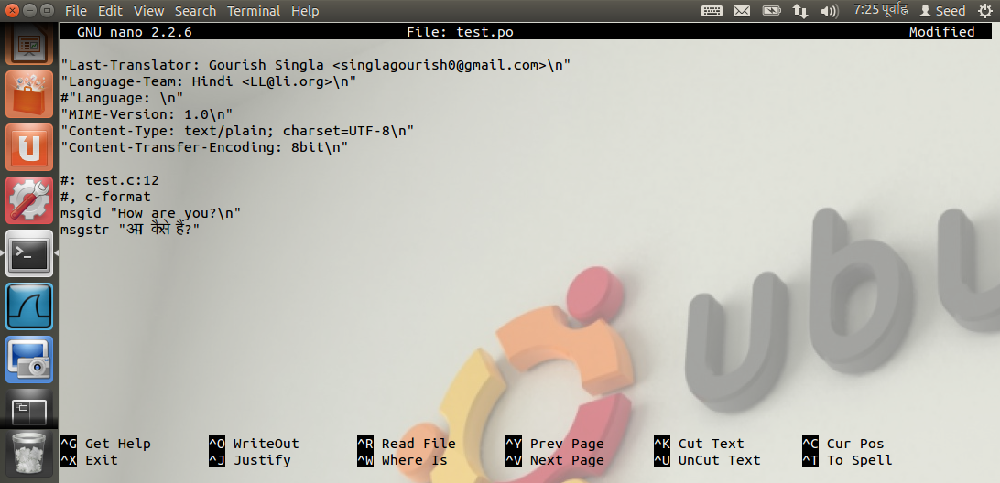 File Edit View Search Terminal Help 7:25 पूर्वाह्न Seed
GNU nano 2.2.6 File: test.po Modified
"Last-Translator: Gourish Singla <singlagourish0@gmail.com>\n"
"Language-Team: Hindi <LL@li.org>\n"
#"Language: \n"
"MIME-Version: 1.0\n"
"Content-Type: text/plain; charset=UTF-8\n"
"Content-Transfer-Encoding: 8bit\n"
#: test.c:12
#, c-format
msgid "How are you?\n"
msgstr "आप कैसे हैं?"
ubu
^G Get Help ^O WriteOut ^R Read File ^Y Prev Page ^K Cut Text ^C Cur Pos
^X Exit ^J Justify ^W Where Is ^V Next Page ^U UnCut Text ^T To Spell